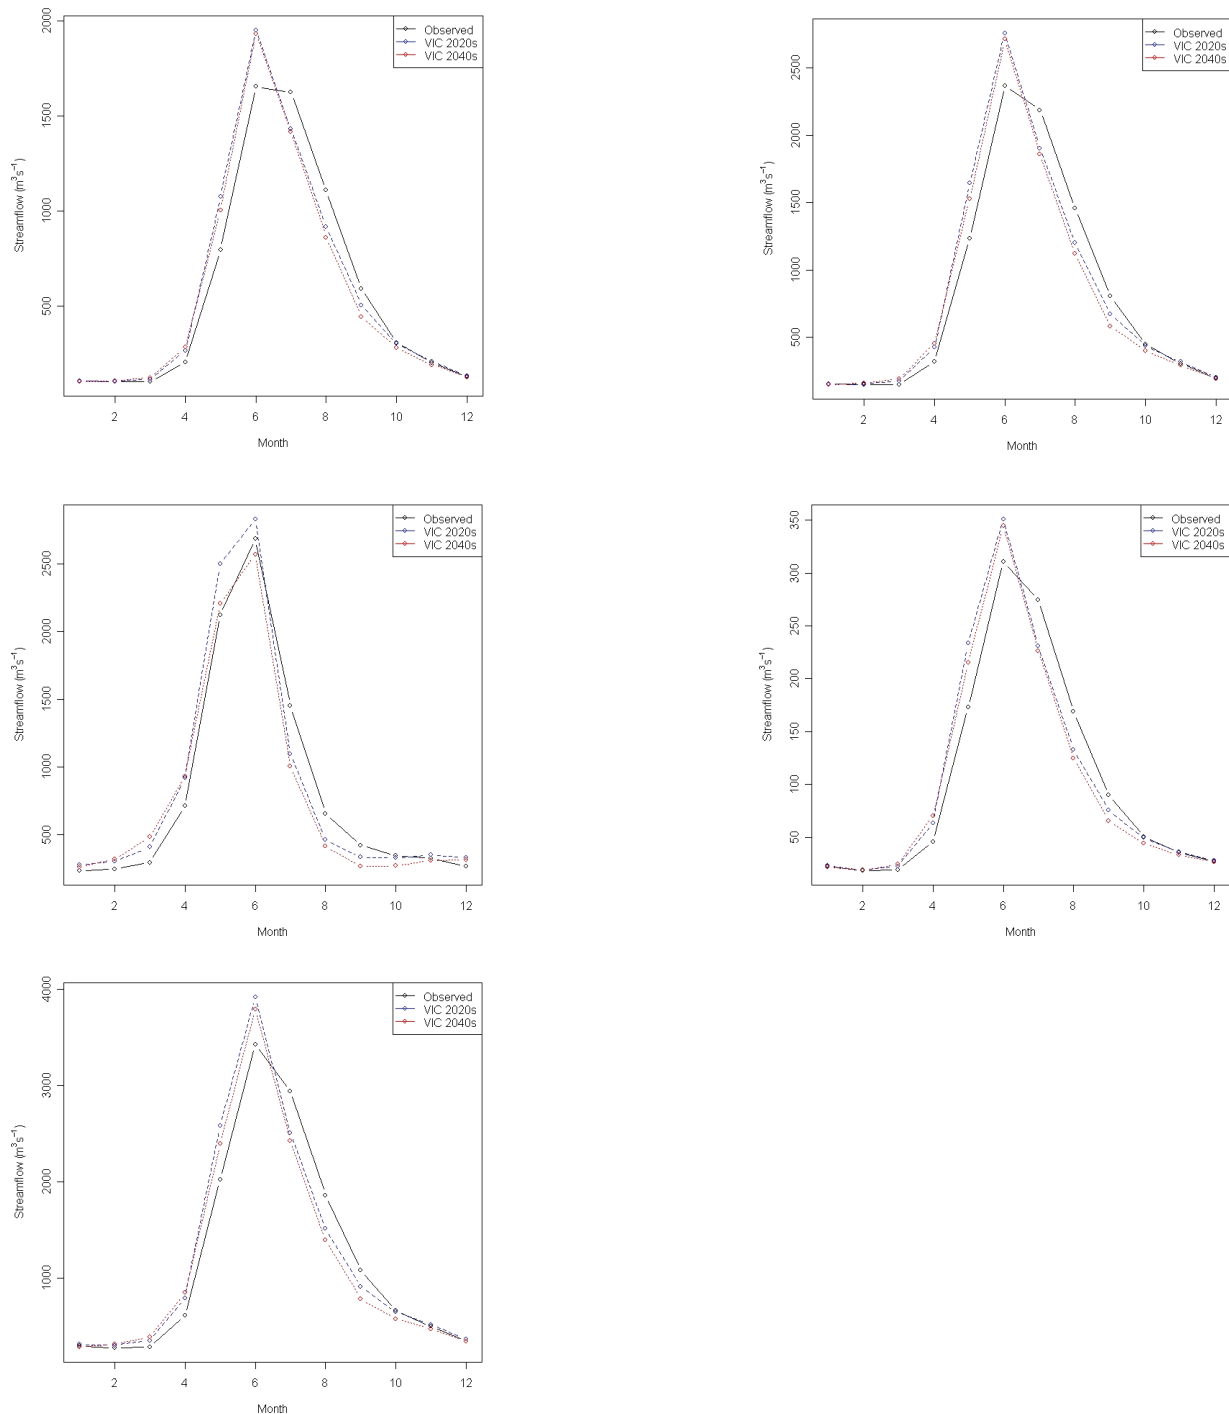 Observed
VIC 2020s
VIC 2040s
Streamflow (m³s⁻¹)
2000
1500
1000
500
2 4 6 8 10 12
Month
Observed
VIC 2020s
VIC 2040s
Streamflow (m³s⁻¹)
2500
2000
1500
1000
500
2 4 6 8 10 12
Month
Observed
VIC 2020s
VIC 2040s
Streamflow (m³s⁻¹)
2500
2000
1500
1000
500
2 4 6 8 10 12
Month
Observed
VIC 2020s
VIC 2040s
Streamflow (m³s⁻¹)
350
300
250
200
150
100
50
2 4 6 8 10 12
Month
Observed
VIC 2020s
VIC 2040s
Streamflow (m³s⁻¹)
4000
3000
2000
1000
2 4 6 8 10 12
Month